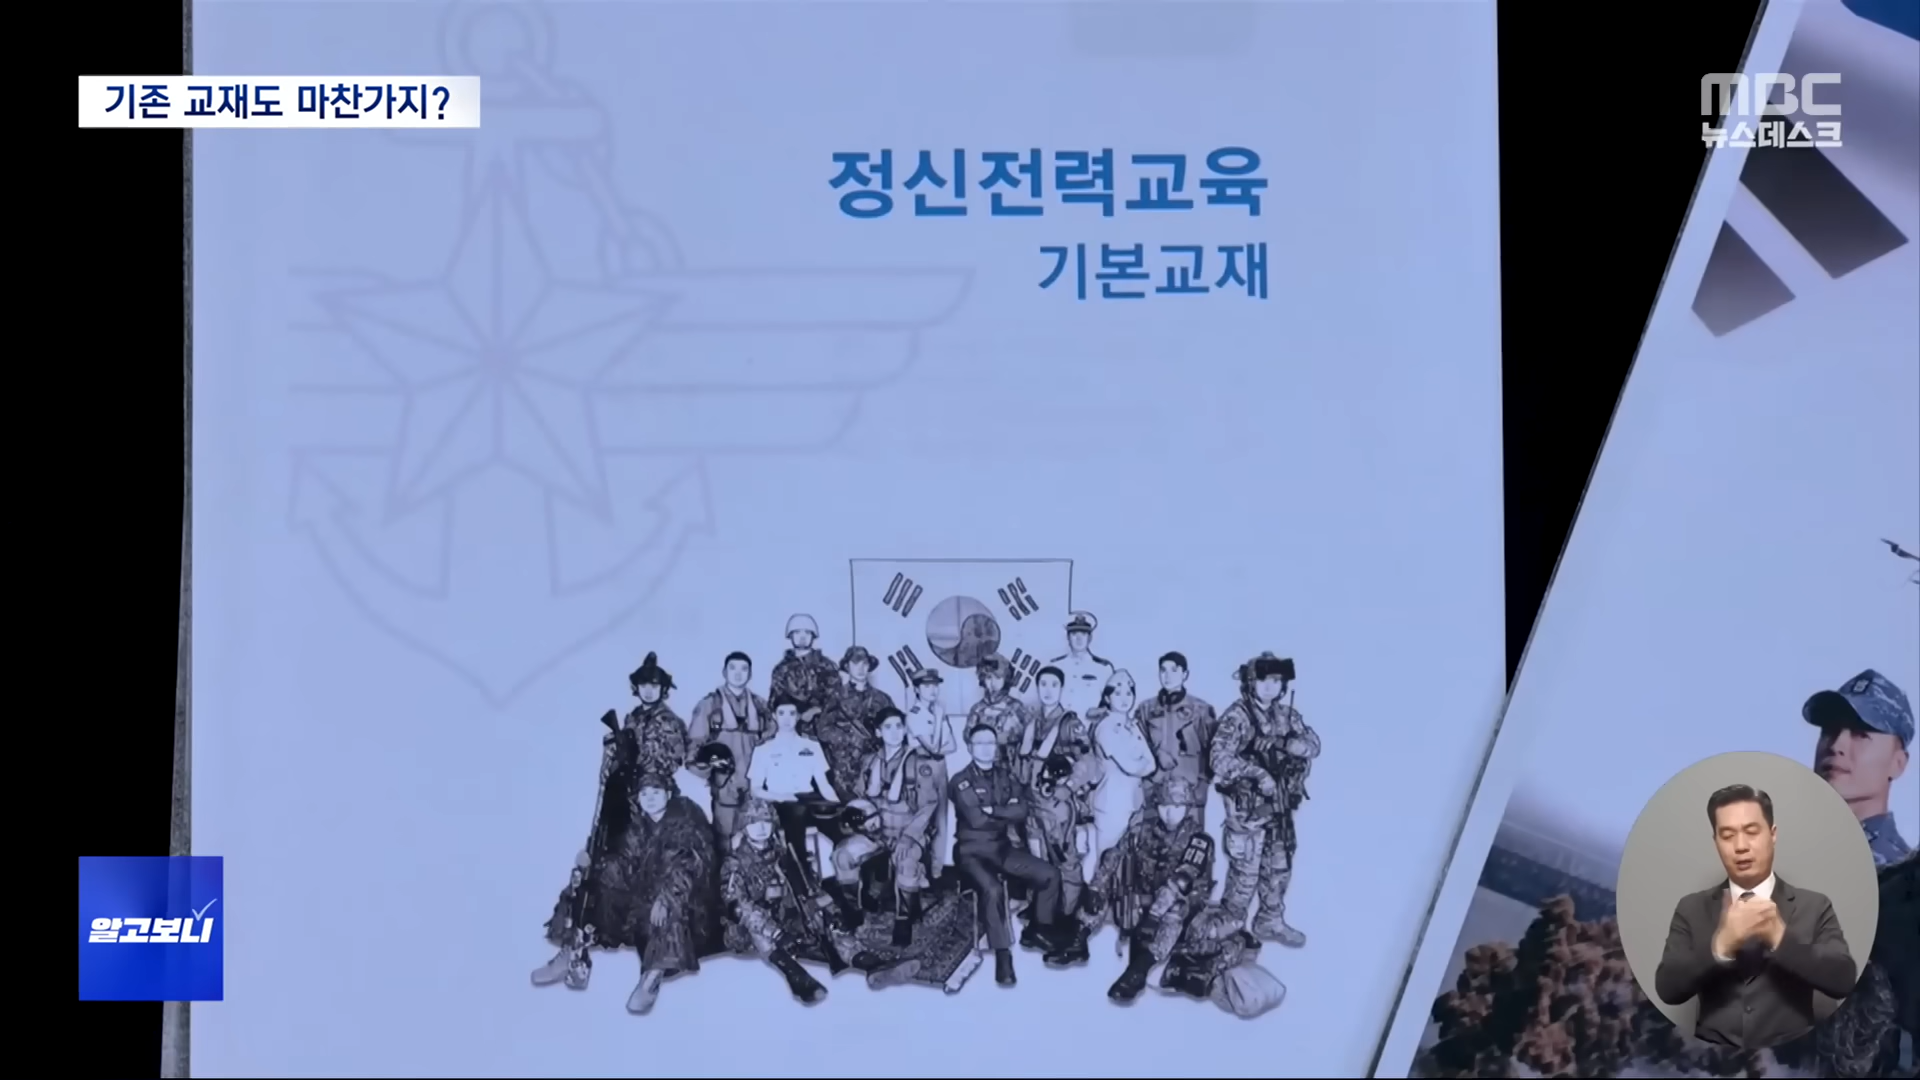 기존 교재도 마찬가지?
MBC
뉴스데스크
정신전력교육
기본교재
알고보니